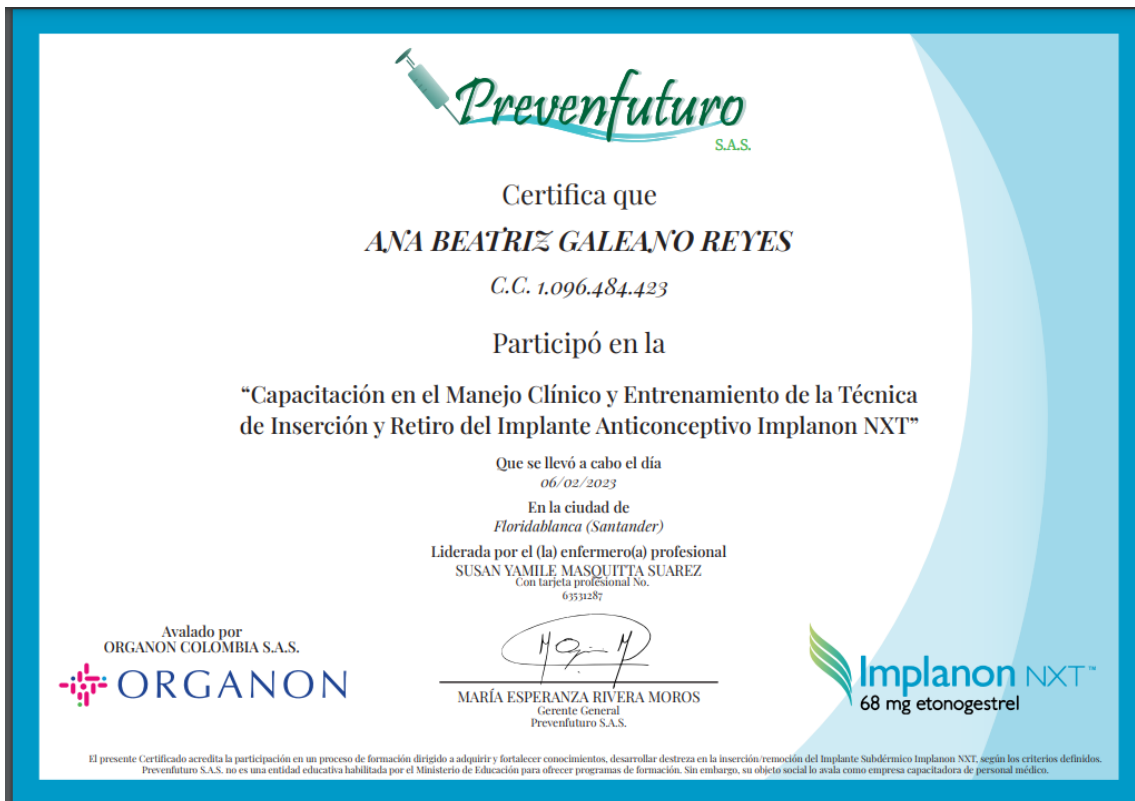 Prevenfuturo
S.A.S.
Certifica que
ANA BEATRIZ GALEANO REYES
C.C. 1.096.484.423
Participó en la
“Capacitación en el Manejo Clínico y Entrenamiento de la Técnica
de Inserción y Retiro del Implante Anticonceptivo Implanon NXT”
Que se llevó a cabo el día
06/02/2023
En la ciudad de
Floridablanca (Santander)
Liderada por el (la) enfermero(a) profesional
SUSAN YAMILE MASQUITTA SUAREZ
Con tarjeta profesional No.
63531287
Avalado por
ORGANON COLOMBIA S.A.S.
ORGANON
MARÍA ESPERANZA RIVERA MOROS
Gerente General
Prevenfuturo S.A.S.
Implanon NXT™
68 mg etonogestrel
El presente Certificado acredita la participación en un proceso de formación dirigido a adquirir y fortalecer conocimientos, desarrollar destreza en la inserción/remoción del Implante Subdérmico Implanon NXT, según los criterios definidos.
Prevenfuturo S.A.S. no es una entidad educativa habilitada por el Ministerio de Educación para ofrecer programas de formación. Sin embargo, su objeto social lo avala como empresa capacitadora de personal médico.